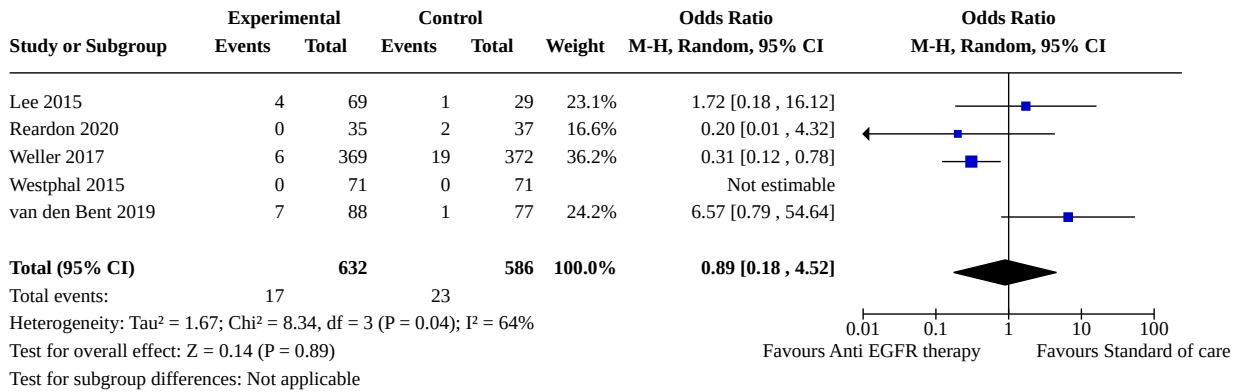 Experimental Control Odds Ratio Odds Ratio
Study or Subgroup Events Total Events Total Weight M-H, Random, 95% CI M-H, Random, 95% CI
Lee 2015 4 69 1 29 23.1% 1.72 [0.18 , 16.12]
Reardon 2020 0 35 2 37 16.6% 0.20 [0.01 , 4.32]
Weller 2017 6 369 19 372 36.2% 0.31 [0.12 , 0.78]
Westphal 2015 0 71 0 71 Not estimable
van den Bent 2019 7 88 1 77 24.2% 6.57 [0.79 , 54.64]
Total (95% CI) 632 586 100.0% 0.89 [0.18 , 4.52]
Total events: 17 23
Heterogeneity: Tau² = 1.67; Chi² = 8.34, df = 3 (P = 0.04); I² = 64%
0.01 0.1 1 10 100
Test for overall effect: Z = 0.14 (P = 0.89) Favours Anti EGFR therapy Favours Standard of care
Test for subgroup differences: Not applicable